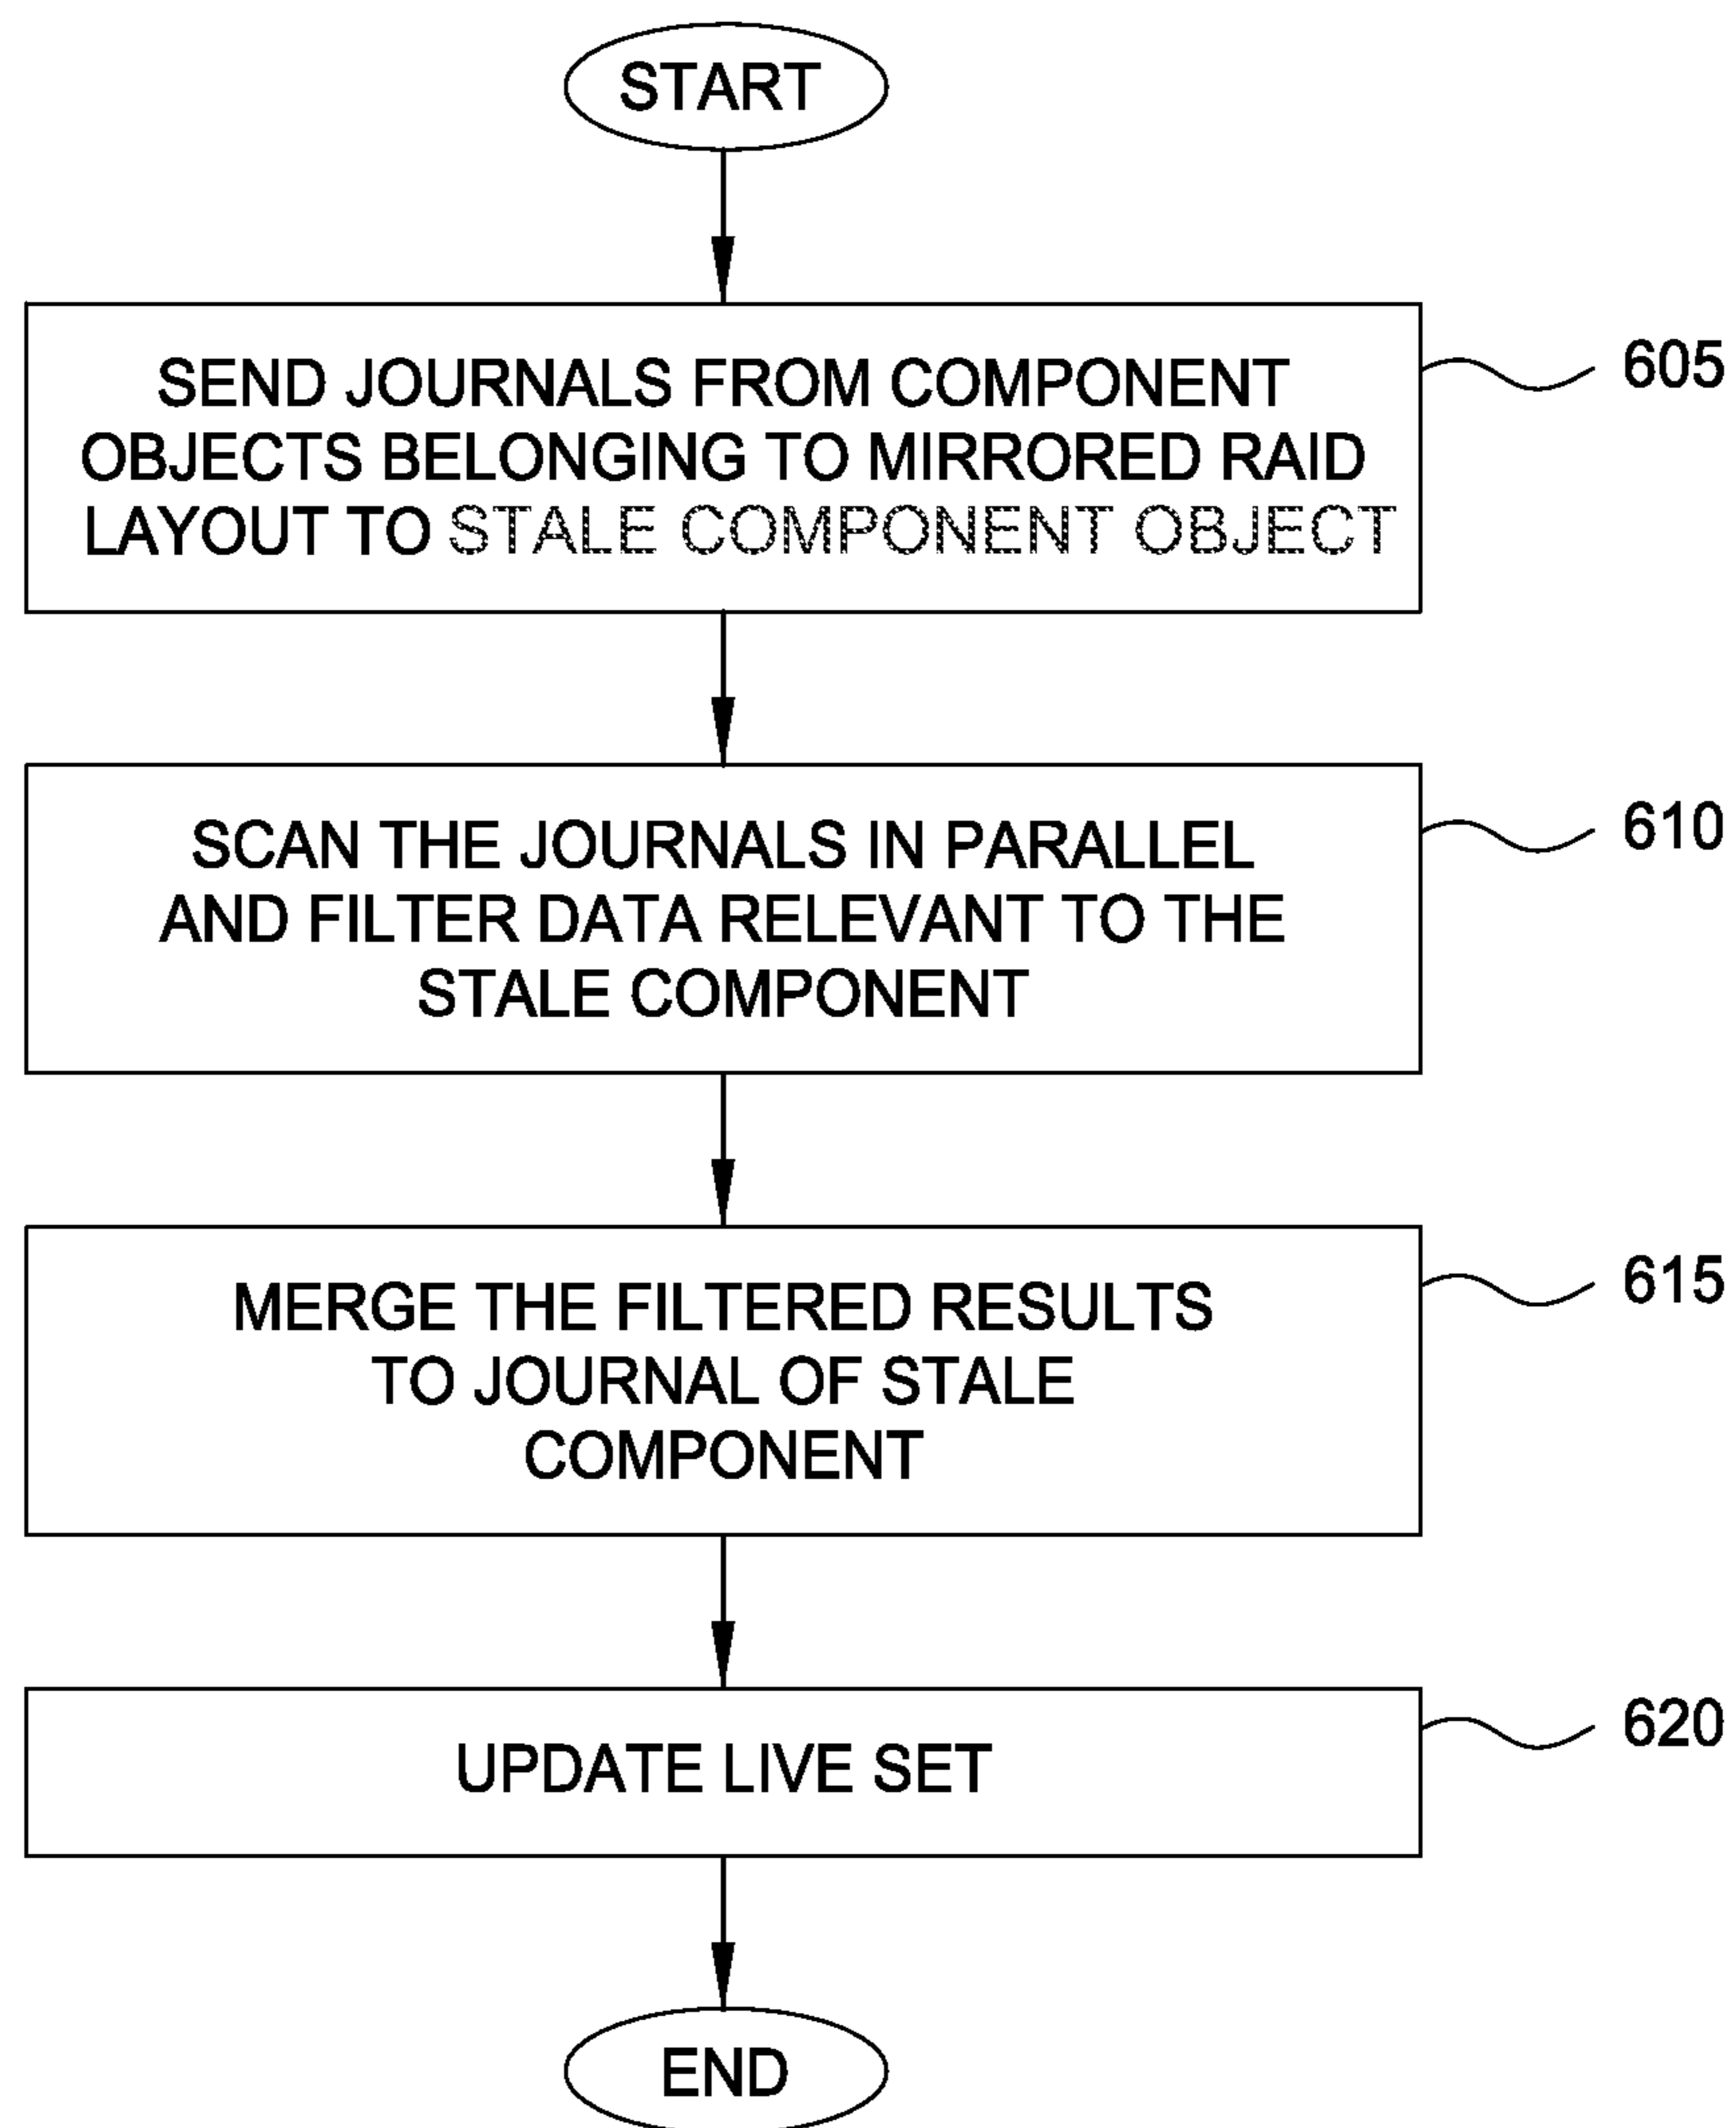 START
SEND JOURNALS FROM COMPONENT
OBJECTS BELONGING TO MIRRORED RAID
LAYOUT TO STALE COMPONENT OBJECT
605
SCAN THE JOURNALS IN PARALLEL
AND FILTER DATA RELEVANT TO THE
STALE COMPONENT
610
MERGE THE FILTERED RESULTS
TO JOURNAL OF STALE
COMPONENT
615
UPDATE LIVE SET
620
END